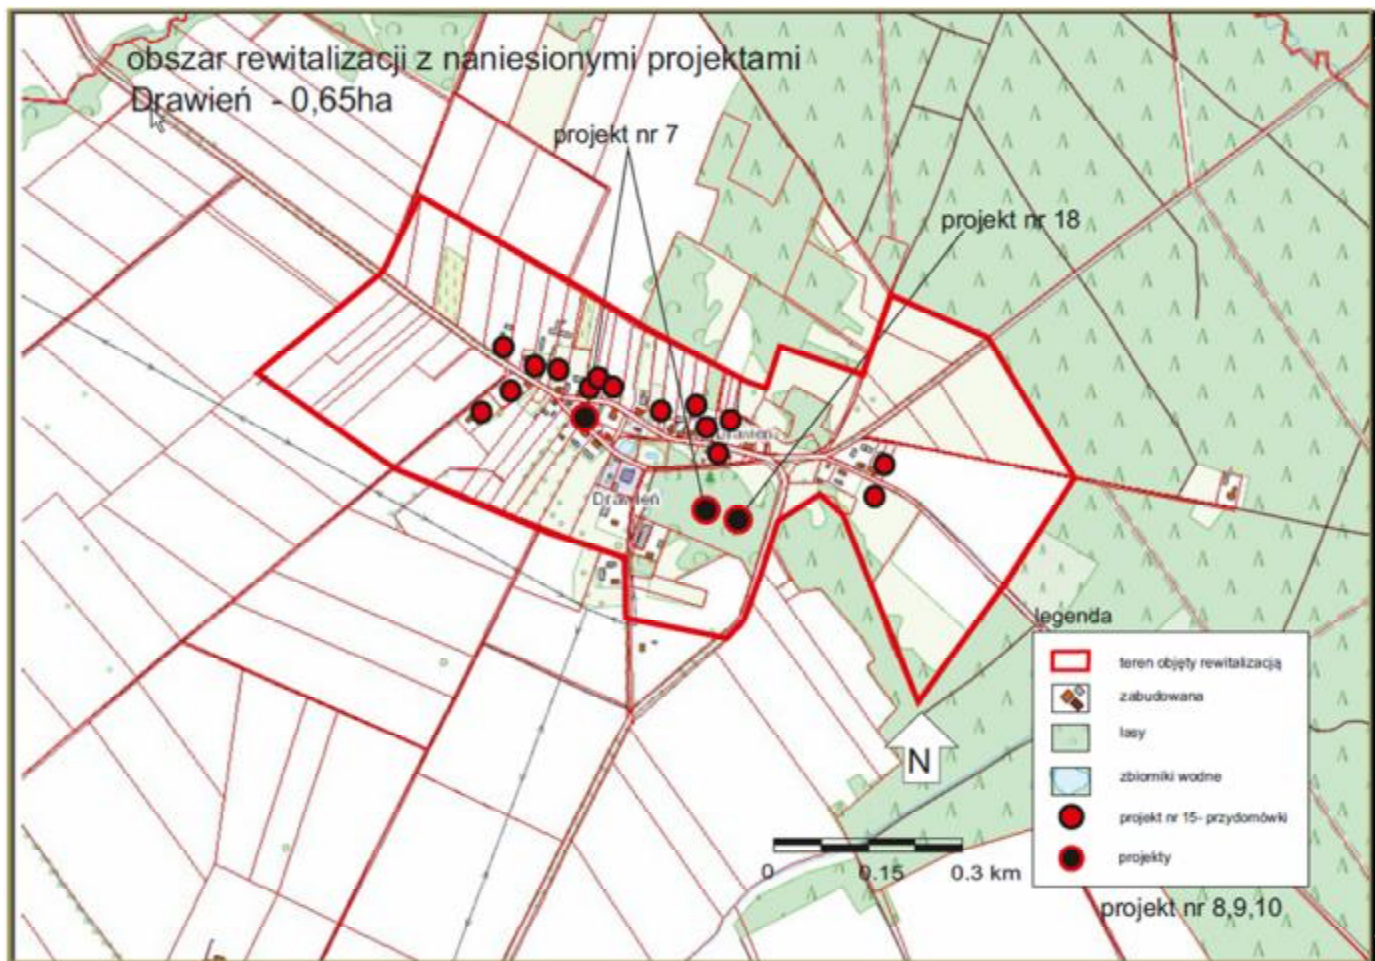 obszar rewitalizacji z naniesionymi projektami
Drawień - 0,65ha
projekt nr 7
projekt nr 18
Drawień
Drawień
legenda
teren objęty rewitalizacją
zabudowana
lasy
zbiorniki wodne
projekt nr 15- przydomówki
projekty
N
0 0.15 0.3 km
projekt nr 8,9,10